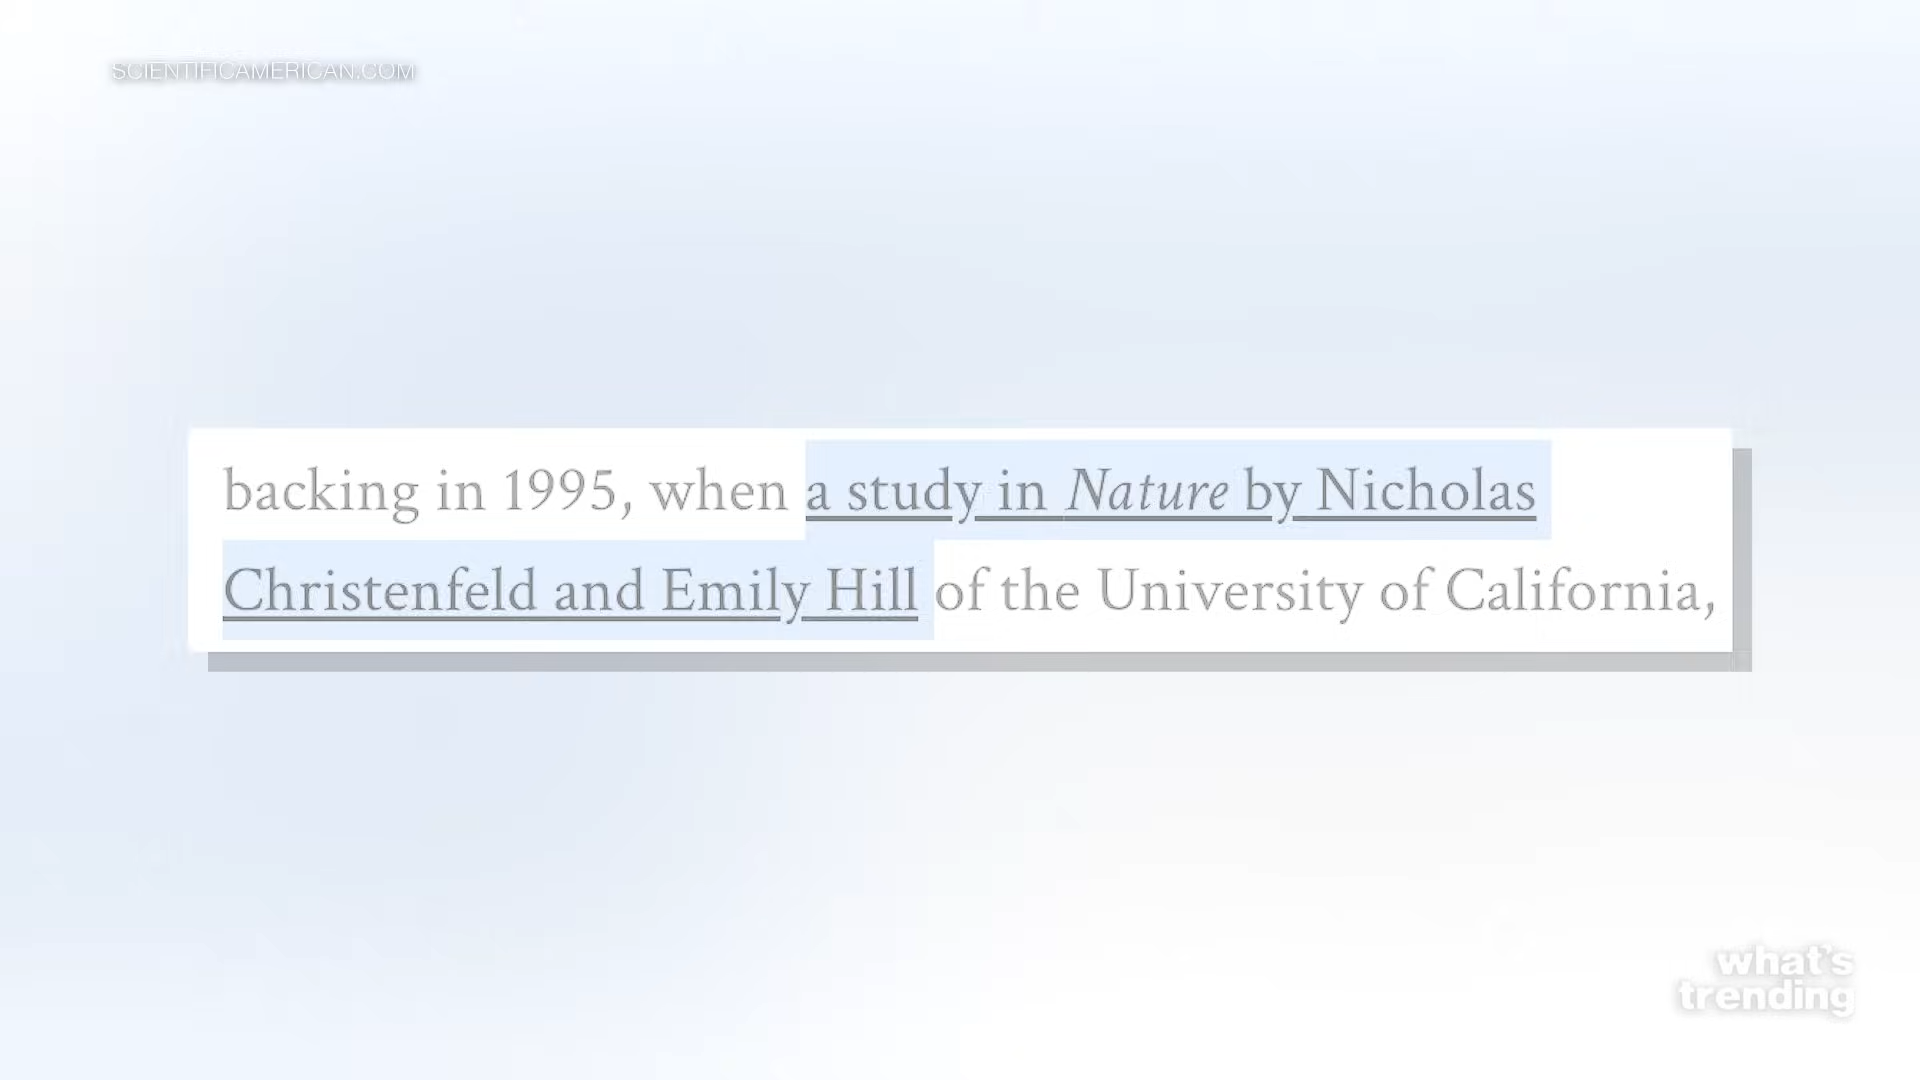 SCIENTIFICAMERICAN.COM
backing in 1995, when a study in Nature by Nicholas
Christenfeld and Emily Hill of the University of California,
what's
trending